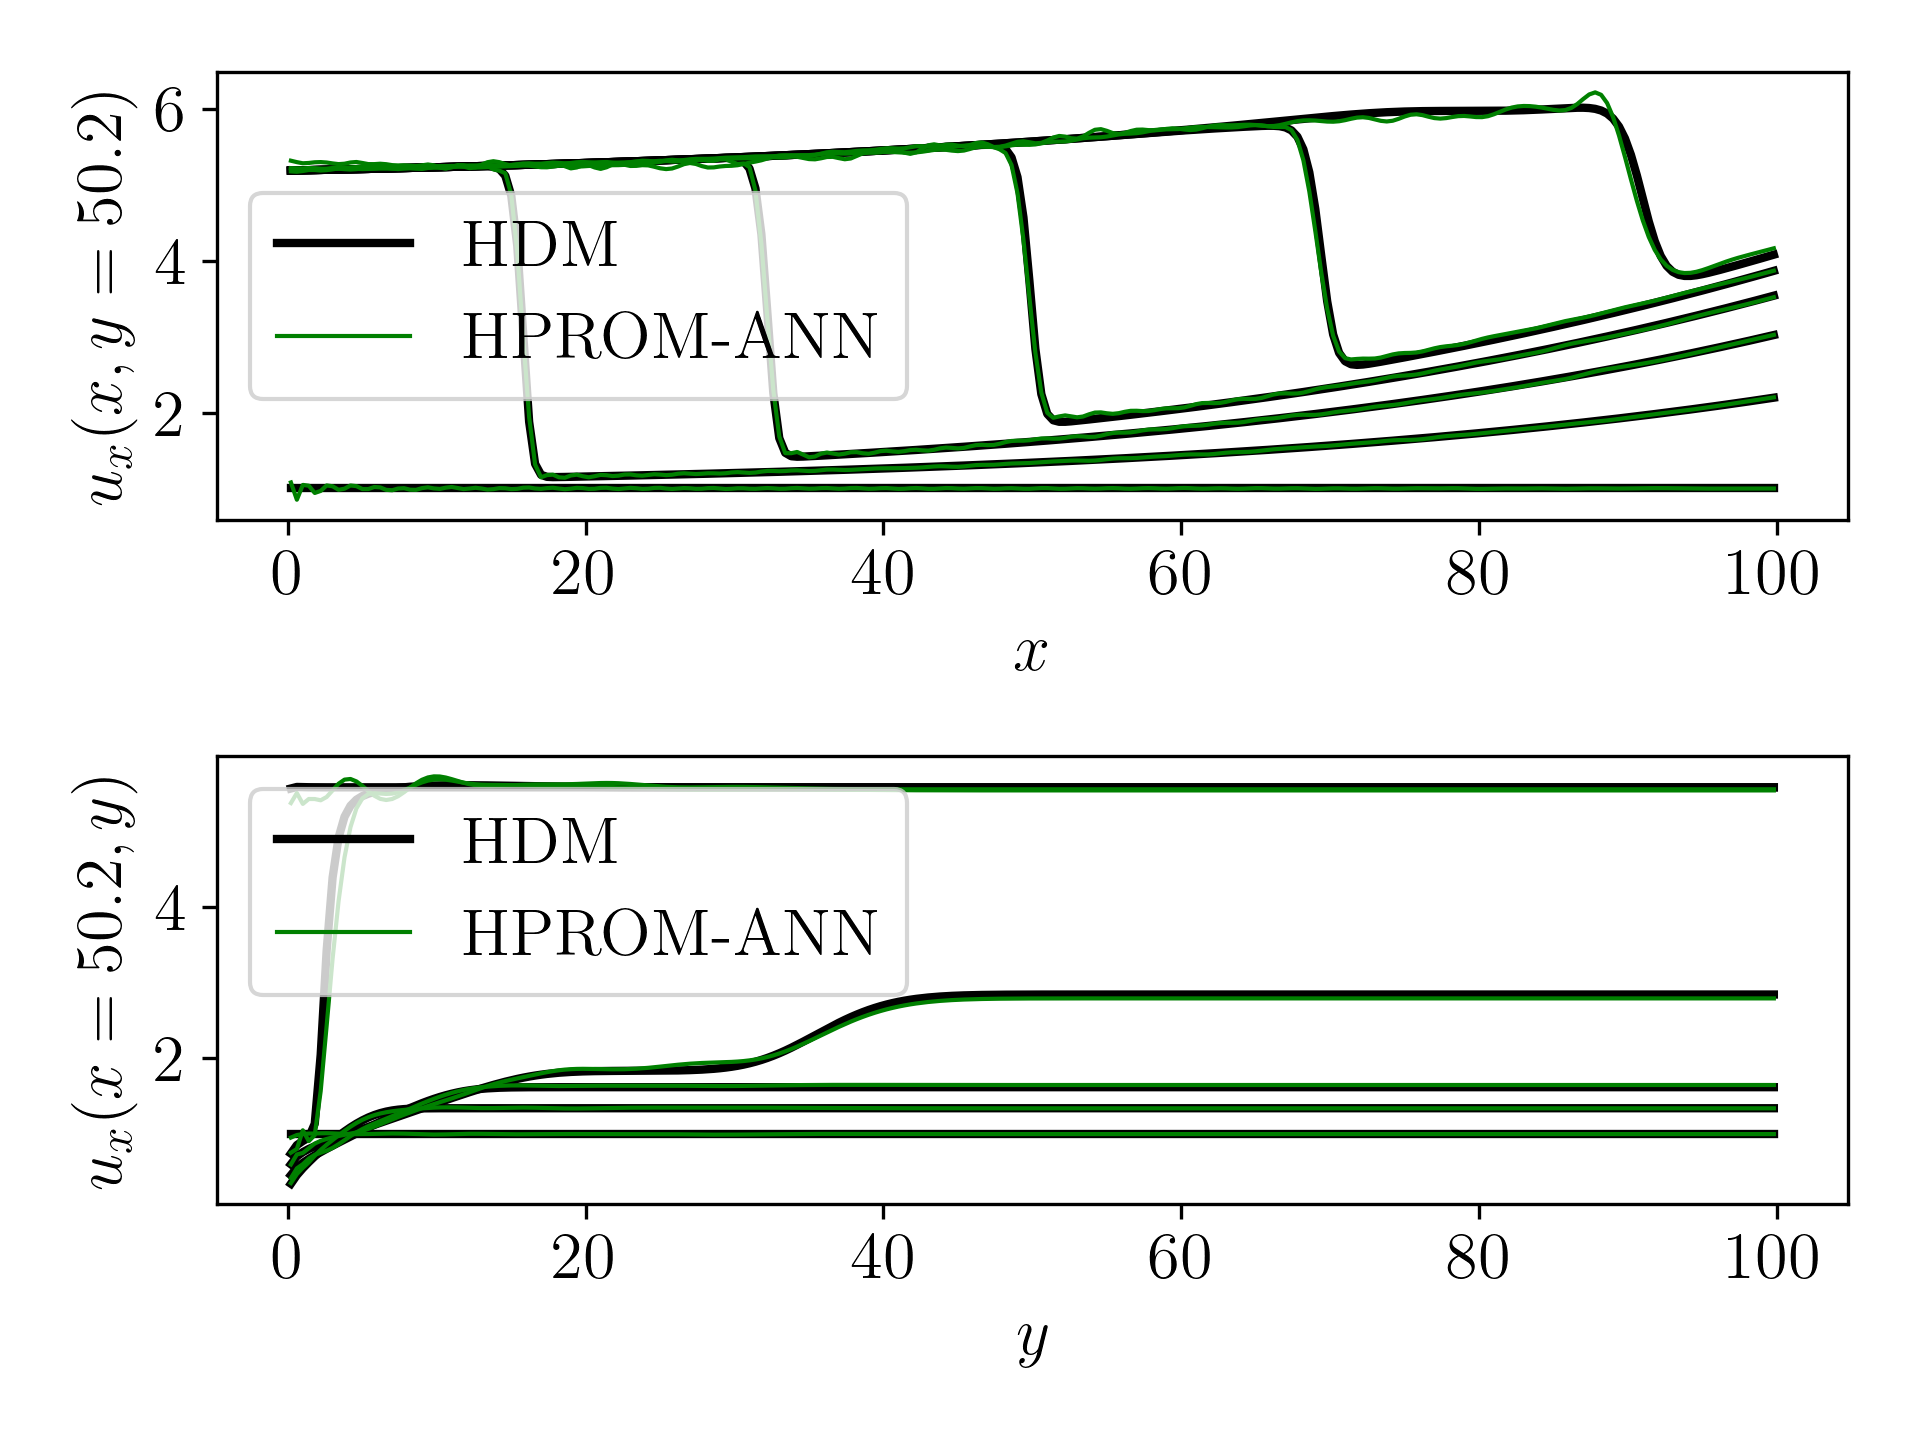 u_x(x, y = 50.2)
6
4
2
HDM
HPROM-ANN
0 20 40 60 80 100
x
u_x(x = 50.2, y)
4
2
HDM
HPROM-ANN
0 20 40 60 80 100
y